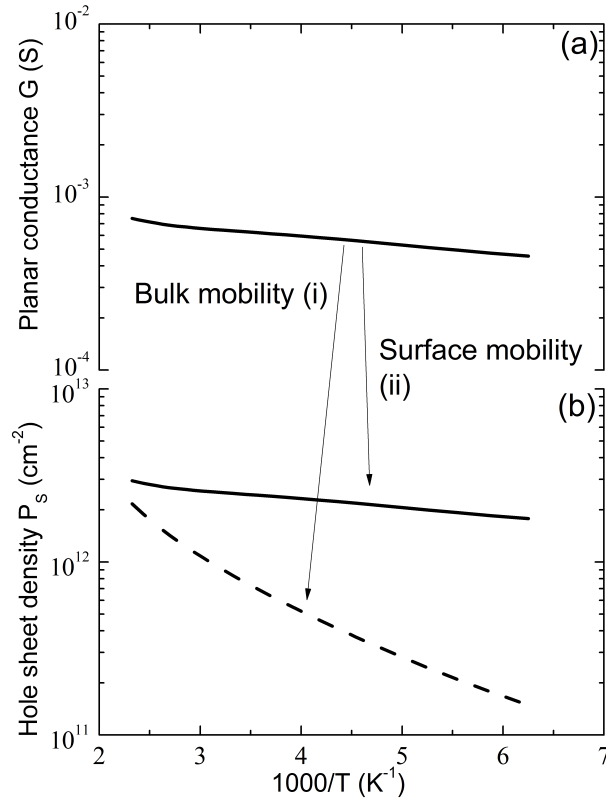 10⁻²
(a)
Planar conductance G (S)
10⁻³
Bulk mobility (i)
Surface mobility
(ii)
10⁻⁴
10¹³
(b)
Hole sheet density P_S (cm⁻²)
10¹²
10¹¹
2 3 4 5 6 7
1000/T (K⁻¹)